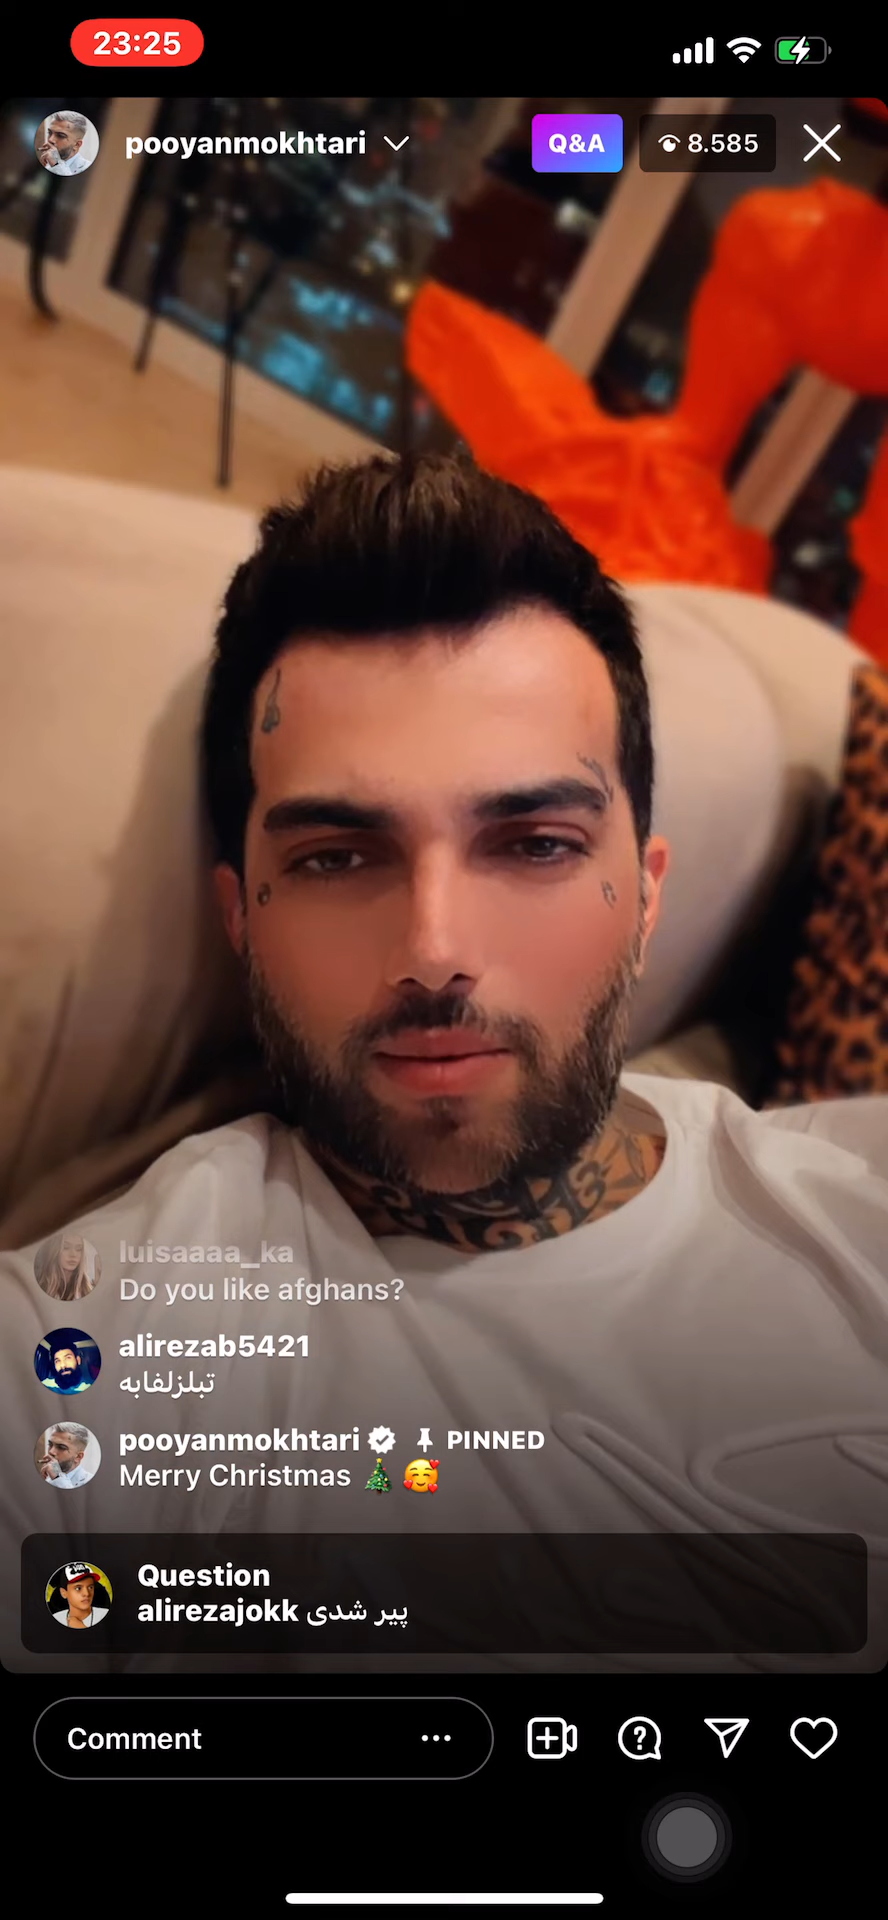 23:25
pooyanmokhtari
Q&A
8.585
luisaaaa_ka
Do you like afghans?
alirezab5421
تبلزلفابه
pooyanmokhtari PINNED
Merry Christmas 🎄 🥰
Question
alirezajokk پیر شدی
Comment